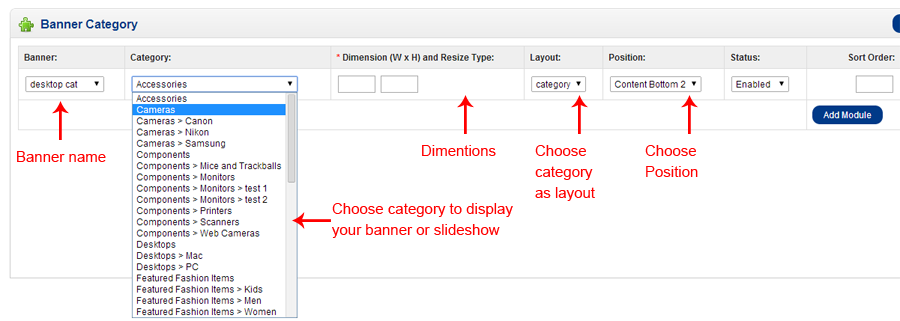 Banner Category
Banner: Category: * Dimension (W x H) and Resize Type: Layout: Position: Status: Sort Order:
desktop cat Accessories category Content Bottom 2 Enabled
Add Module
Accessories
Cameras
Cameras > Canon
Cameras > Nikon
Cameras > Samsung
Components
Components > Mice and Trackballs
Components > Monitors
Components > Monitors > test 1
Components > Monitors > test 2
Components > Printers
Components > Scanners
Components > Web Cameras
Desktops
Desktops > Mac
Desktops > PC
Featured Fashion Items
Featured Fashion Items > Kids
Featured Fashion Items > Men
Featured Fashion Items > Women
Banner name
Dimentions
Choose
category
as layout
Choose
Position
Choose category to display
your banner or slideshow